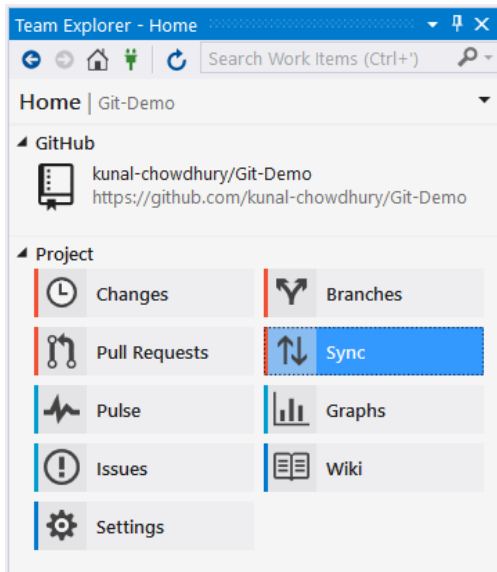 Team Explorer - Home
Search Work Items (Ctrl+')
Home | Git-Demo
GitHub
kunal-chowdhury/Git-Demo
https://github.com/kunal-chowdhury/Git-Demo
Project
Changes
Branches
Pull Requests
Sync
Pulse
Graphs
Issues
Wiki
Settings